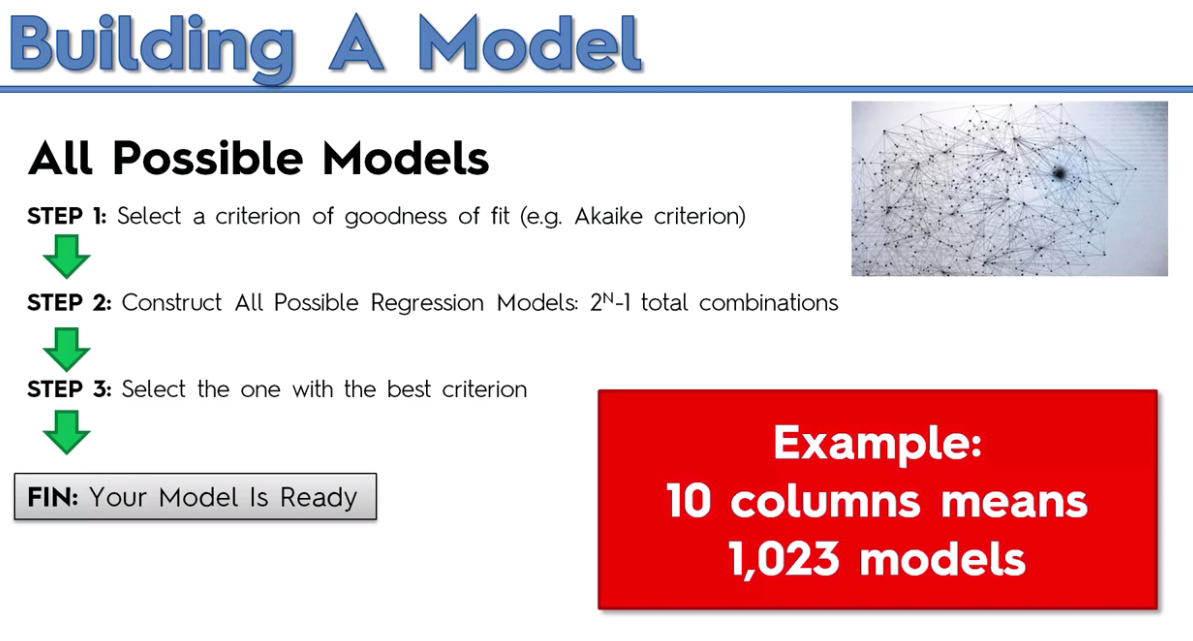 Building A Model
All Possible Models
STEP 1: Select a criterion of goodness of fit (e.g. Akaike criterion)
STEP 2: Construct All Possible Regression Models: 2ᴺ-1 total combinations
STEP 3: Select the one with the best criterion
FIN: Your Model Is Ready
Example:
10 columns means
1,023 models